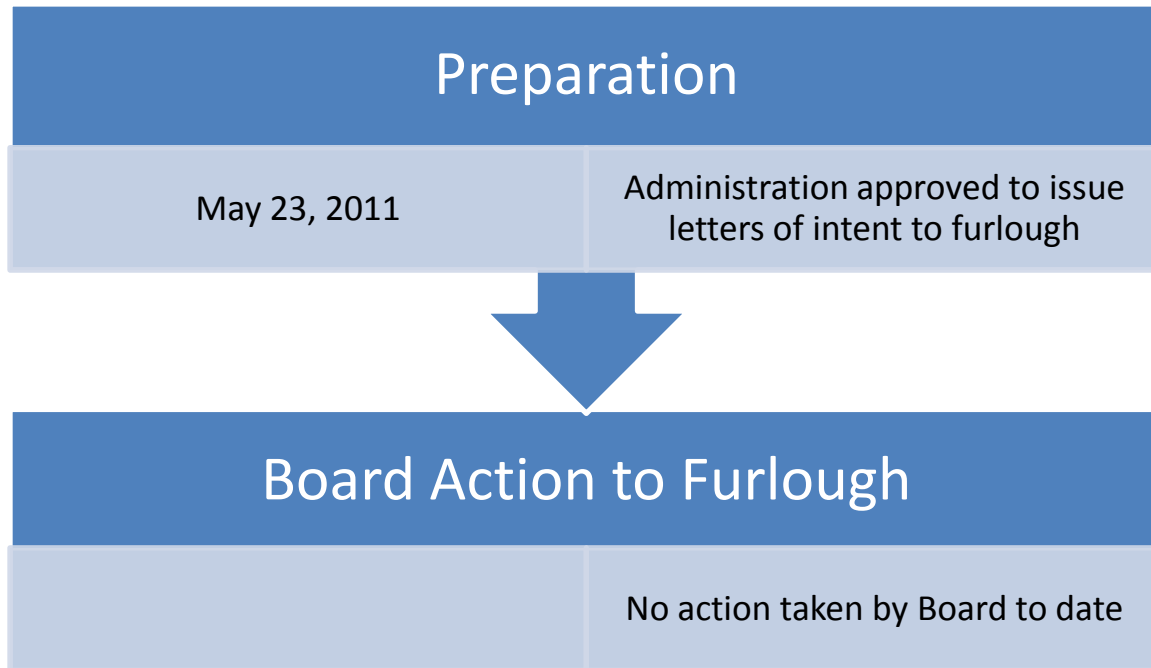 Preparation
May 23, 2011
Administration approved to issue
letters of intent to furlough
Board Action to Furlough
No action taken by Board to date